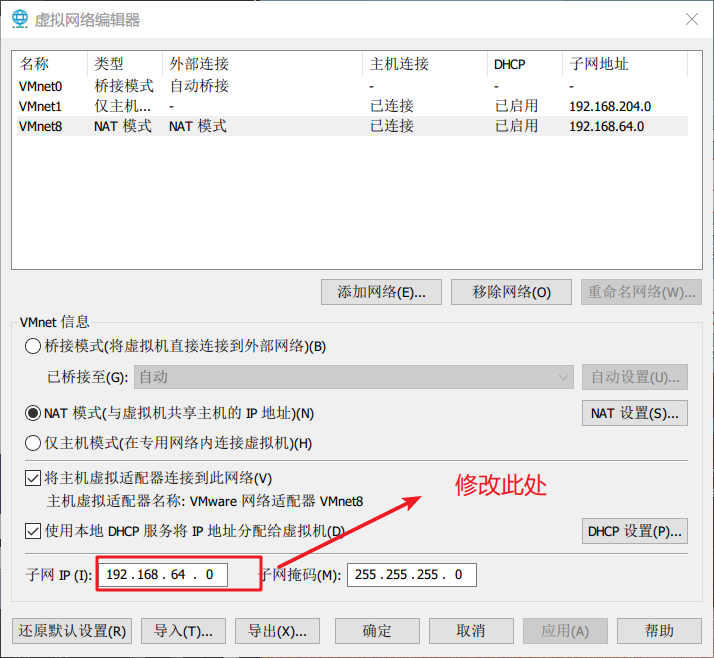 虚拟网络编辑器
名称 类型 外部连接 主机连接 DHCP 子网地址
VMnet0 桥接模式 自动桥接 - - -
VMnet1 仅主机... - 已连接 已启用 192.168.204.0
VMnet8 NAT 模式 NAT 模式 已连接 已启用 192.168.64.0
添加网络(E)... 移除网络(O) 重命名网络(W)...
VMnet 信息
桥接模式(将虚拟机直接连接到外部网络)(B)
已桥接至(G): 自动 自动设置(U)...
NAT 模式(与虚拟机共享主机的 IP 地址)(N) NAT 设置(S)...
仅主机模式(在专用网络内连接虚拟机)(H)
将主机虚拟适配器连接到此网络(V)
修改此处
主机虚拟适配器名称: VMware 网络适配器 VMnet8
使用本地 DHCP 服务将 IP 地址分配给虚拟机(D) DHCP 设置(P)...
子网 IP (I): 192 . 168 . 64 . 0 子网掩码(M): 255 . 255 . 255 . 0
还原默认设置(R) 导入(T)... 导出(X)... 确定 取消 应用(A) 帮助